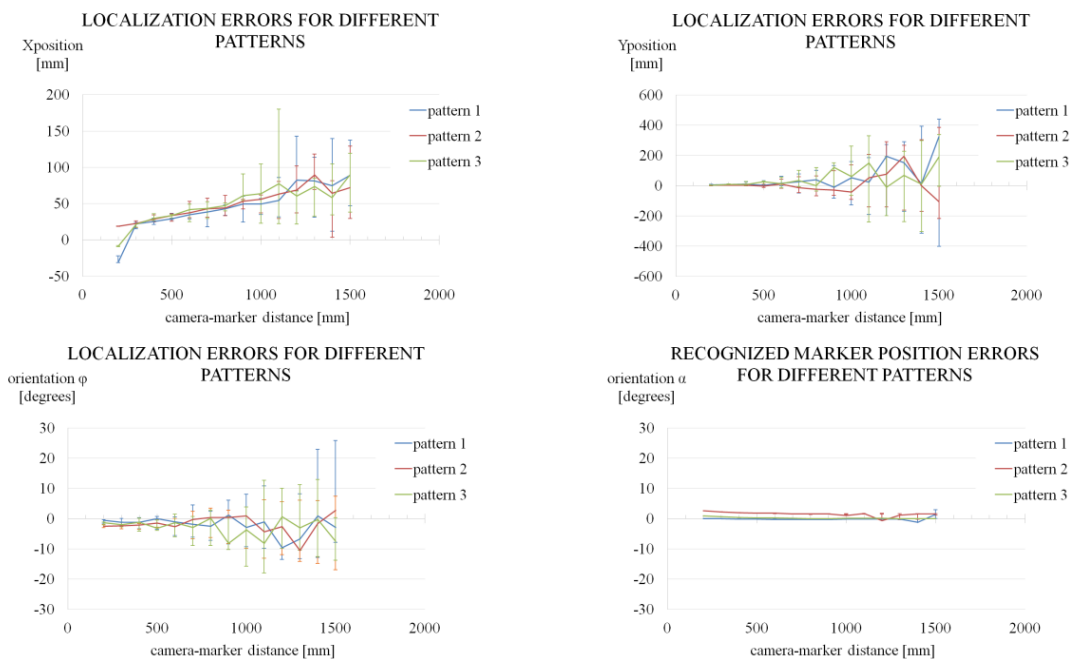 LOCALIZATION ERRORS FOR DIFFERENT
PATTERNS
Xposition
[mm]
200
150
100
50
0
-50
0
500
1000
1500
2000
camera-marker distance [mm]
pattern 1
pattern 2
pattern 3
LOCALIZATION ERRORS FOR DIFFERENT
PATTERNS
Yposition
[mm]
600
400
200
0
-200
-400
-600
0
500
1000
1500
2000
camera-marker distance [mm]
pattern 1
pattern 2
pattern 3
LOCALIZATION ERRORS FOR DIFFERENT
PATTERNS
orientation φ
[degrees]
30
20
10
0
-10
-20
-30
0
500
1000
1500
2000
camera-marker distance [mm]
pattern 1
pattern 2
pattern 3
RECOGNIZED MARKER POSITION ERRORS
FOR DIFFERENT PATTERNS
orientation α
[degrees]
30
20
10
0
-10
-20
-30
0
500
1000
1500
2000
camera-marker distance [mm]
pattern 1
pattern 2
pattern 3